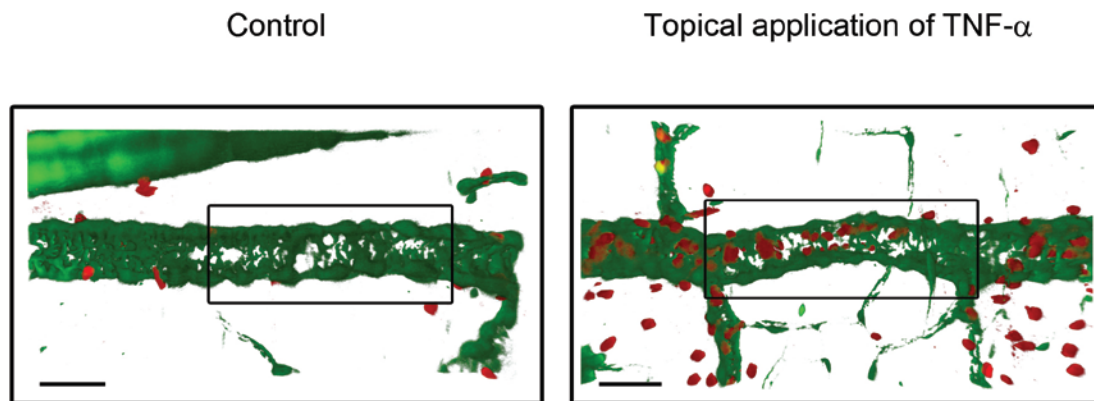 Control
Topical application of TNF-α